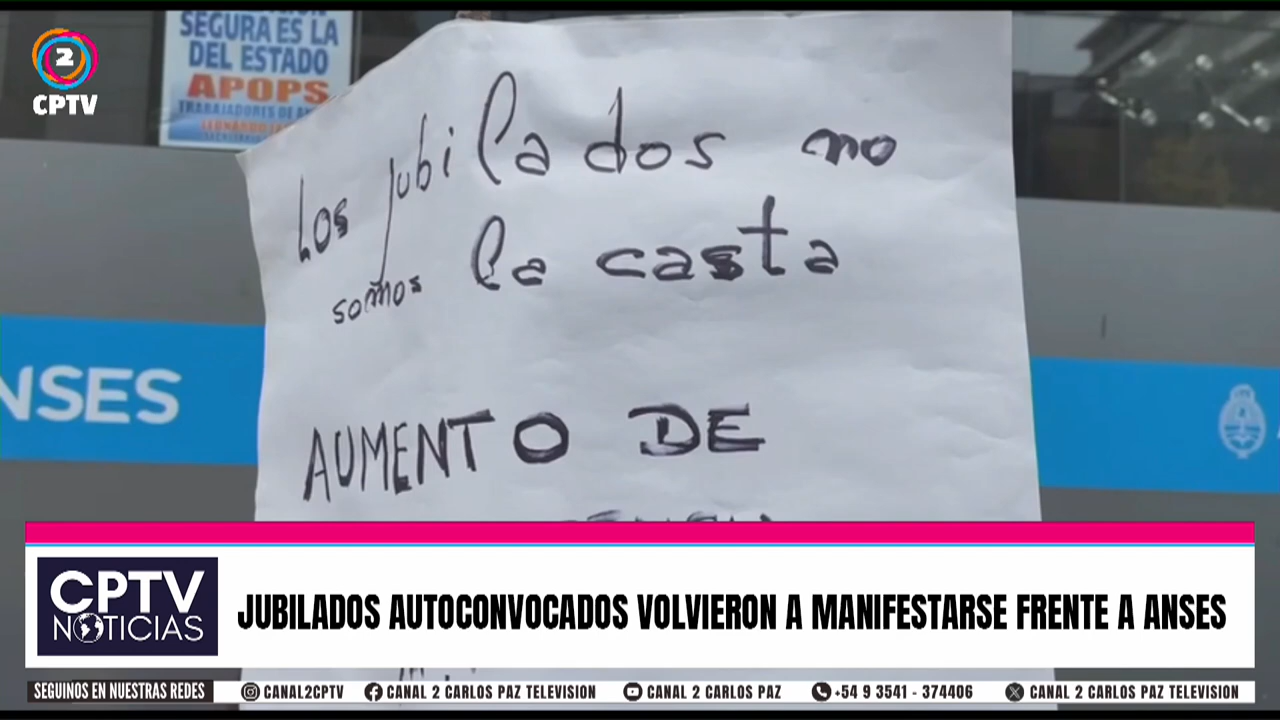 2
CPTV
SEGURA ES LA
DEL ESTADO
APOPS
TRABAJADORES DE
Los jubilados no
somos la casta
NSES
AUMENTO DE
CPTV
NOTICIAS
JUBILADOS AUTOCONVOCADOS VOLVIERON A MANIFESTARSE FRENTE A ANSES
SEGUINOS EN NUESTRAS REDES CANAL2CPTV CANAL 2 CARLOS PAZ TELEVISION CANAL 2 CARLOS PAZ +54 9 3541 - 374406 CANAL 2 CARLOS PAZ TELEVISION